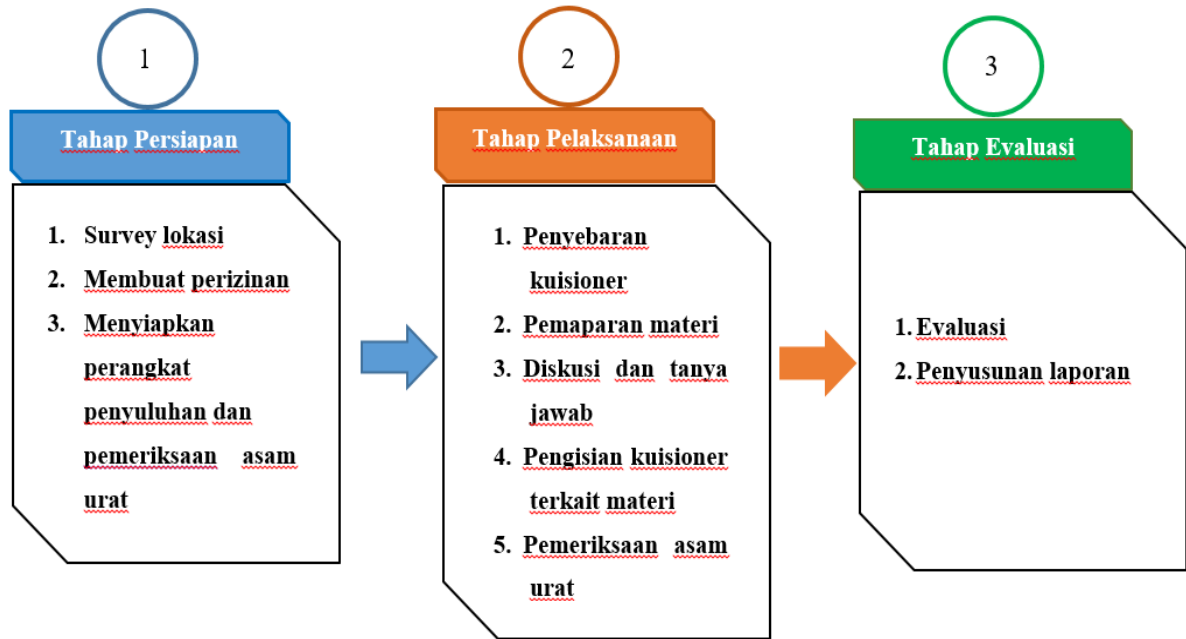 1
Tahap Persiapan
1. Survey lokasi
2. Membuat perizinan
3. Menyiapkan
perangkat
penyuluhan dan
pemeriksaan asam
urat
2
Tahap Pelaksanaan
1. Penyebaran
kuisioner
2. Pemaparan materi
3. Diskusi dan tanya
jawab
4. Pengisian kuisioner
terkait materi
5. Pemeriksaan asam
urat
3
Tahap Evaluasi
1. Evaluasi
2. Penyusunan laporan